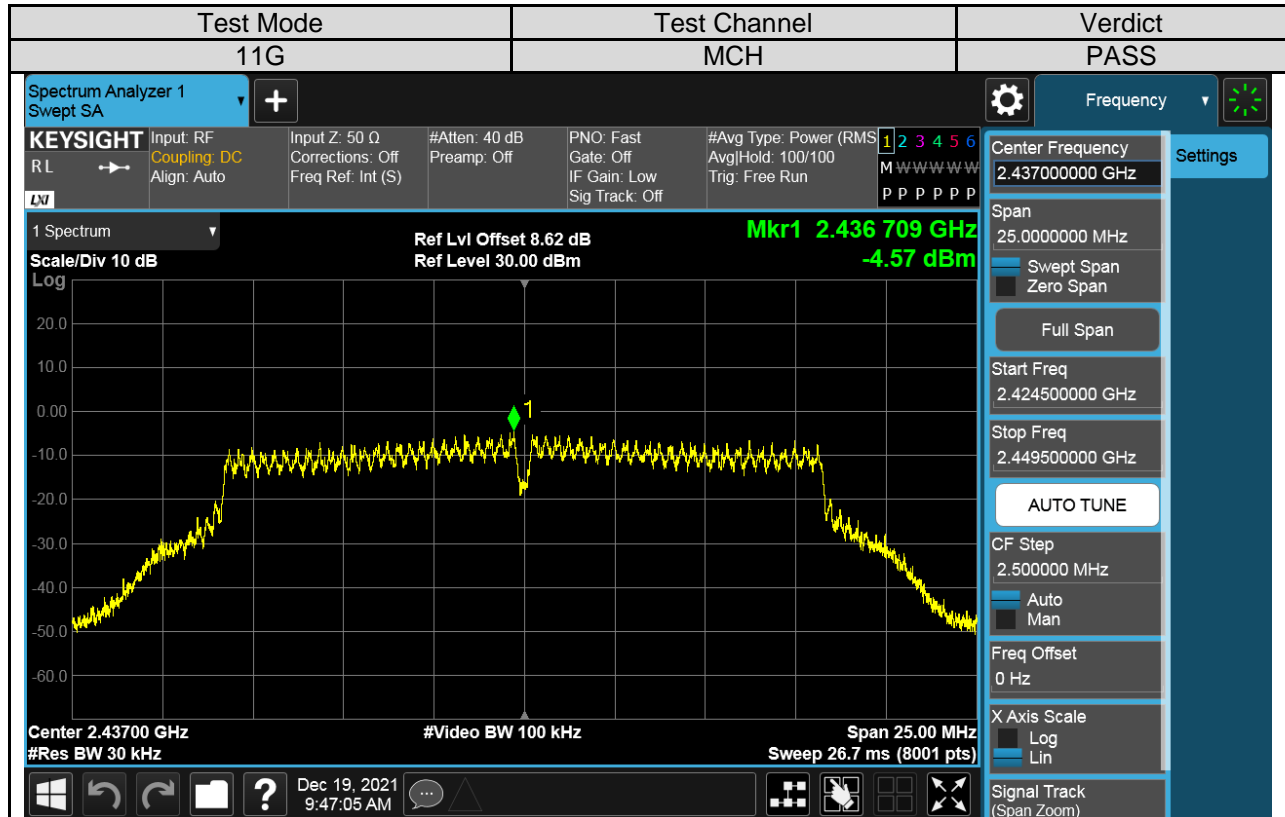 Test Mode Test Channel Verdict
11G MCH PASS
Spectrum Analyzer 1
Swept SA
+
Frequency
KEYSIGHT Input: RF Input Z: 50 Ω #Atten: 40 dB PNO: Fast #Avg Type: Power (RMS 1 2 3 4 5 6
RL Coupling: DC Corrections: Off Preamp: Off Gate: Off Avg|Hold: 100/100 M W W W W W
Align: Auto Freq Ref: Int (S) IF Gain: Low Trig: Free Run
LXI Sig Track: Off P P P P P P
1 Spectrum
Ref Lvl Offset 8.62 dB
Mkr1 2.436 709 GHz
Scale/Div 10 dB
Ref Level 30.00 dBm
-4.57 dBm
Log
20.0
10.0
0.00
1
-10.0
-20.0
-30.0
-40.0
-50.0
-60.0
Center 2.43700 GHz #Video BW 100 kHz Span 25.00 MHz
#Res BW 30 kHz Sweep 26.7 ms (8001 pts)
? Dec 19, 2021
9:47:05 AM
Center Frequency
2.437000000 GHz
Settings
Span
25.0000000 MHz
Swept Span
Zero Span
Full Span
Start Freq
2.424500000 GHz
Stop Freq
2.449500000 GHz
AUTO TUNE
CF Step
2.500000 MHz
Auto
Man
Freq Offset
0 Hz
X Axis Scale
Log
Lin
Signal Track
(Span Zoom)